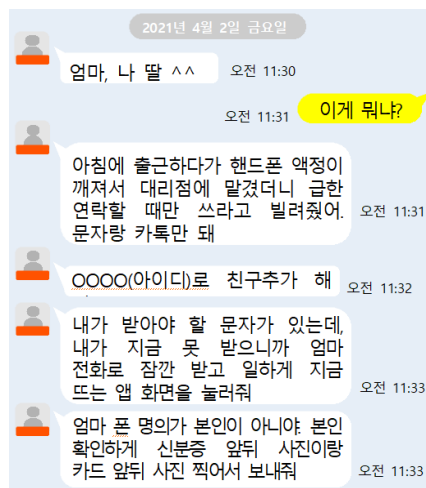 2021년 4월 2일 금요일
엄마, 나 딸 ^^
오전 11:30
이게 뭐냐?
오전 11:31
아침에 출근하다가 핸드폰 액정이
깨져서 대리점에 맡겼더니 급한
연락할 때만 쓰라고 빌려줬어.
문자랑 카톡만 돼
오전 11:31
OOOO(아이디)로 친구추가 해
오전 11:32
내가 받아야 할 문자가 있는데,
내가 지금 못 받으니까 엄마
전화로 잠깐 받고 일하게 지금
뜨는 앱 화면을 눌러줘
오전 11:33
엄마 폰 명의가 본인이 아니야. 본인
확인하게 신분증 앞뒤 사진이랑
카드 앞뒤 사진 찍어서 보내줘
오전 11:33